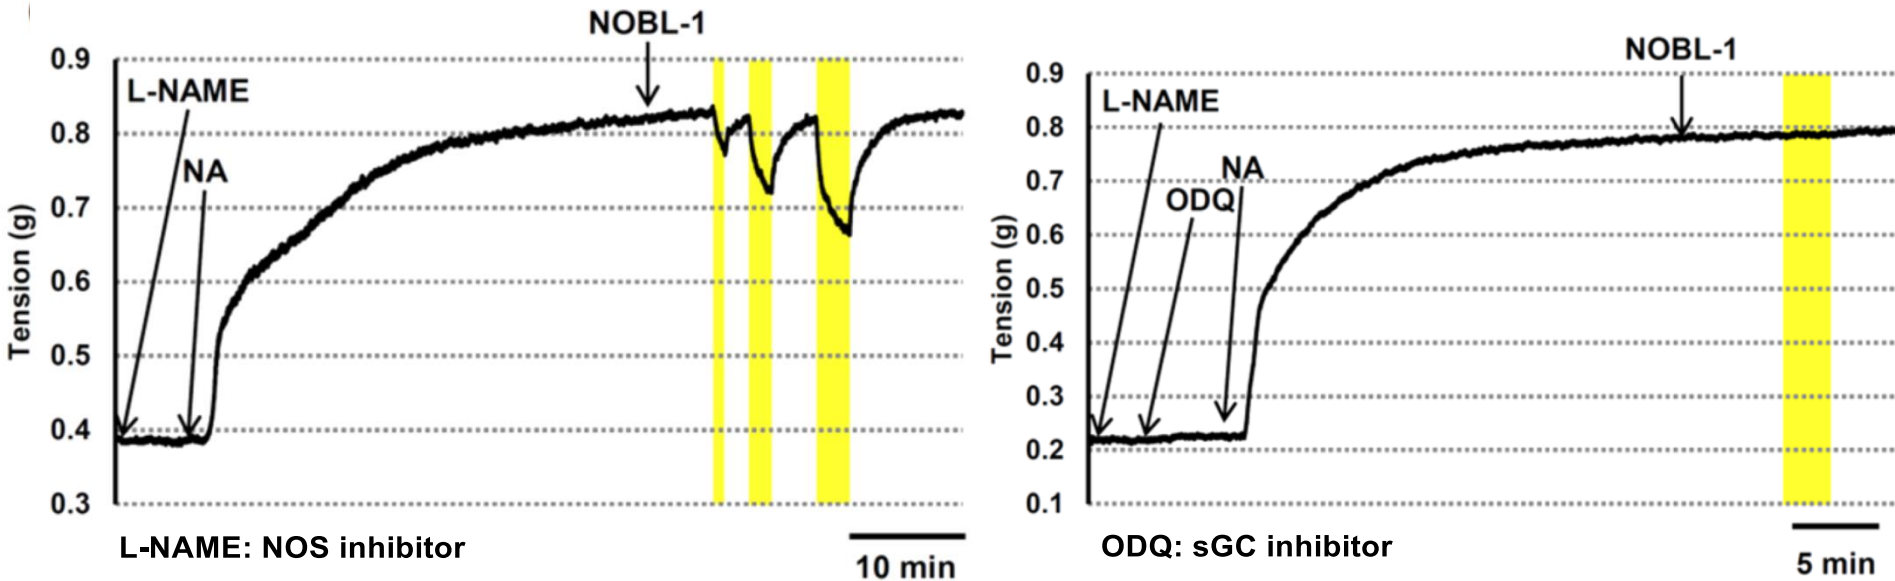 NOBL-1
0.9
L-NAME
0.8
NA
0.7
0.6
0.5
0.4
0.3
Tension (g)
10 min
L-NAME: NOS inhibitor
NOBL-1
0.9
L-NAME
0.8
NA
ODQ
0.7
0.6
0.5
0.4
0.3
0.2
0.1
Tension (g)
5 min
ODQ: sGC inhibitor